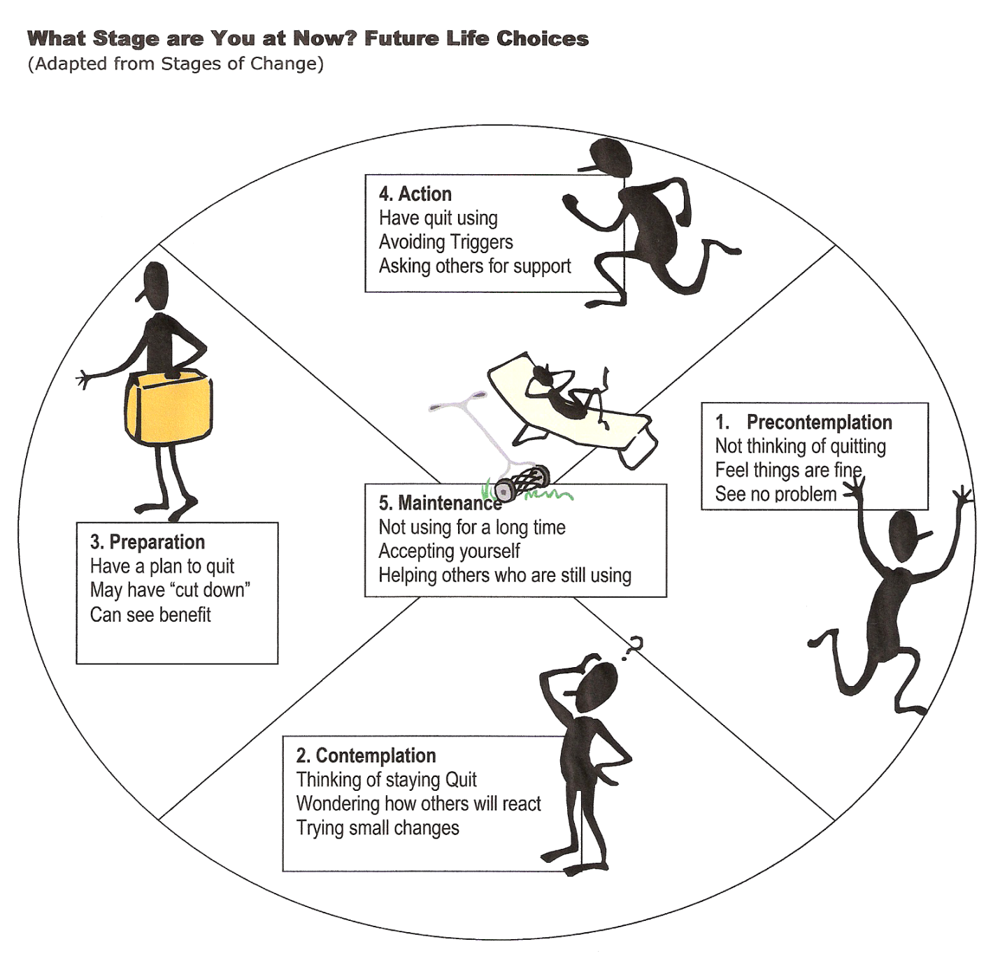 What Stage are You at Now? Future Life Choices
(Adapted from Stages of Change)
4. Action
Have quit using
Avoiding Triggers
Asking others for support
1. Precontemplation
Not thinking of quitting
Feel things are fine
See no problem
5. Maintenance
Not using for a long time
Accepting yourself
Helping others who are still using
3. Preparation
Have a plan to quit
May have “cut down”
Can see benefit
?
2. Contemplation
Thinking of staying Quit
Wondering how others will react
Trying small changes